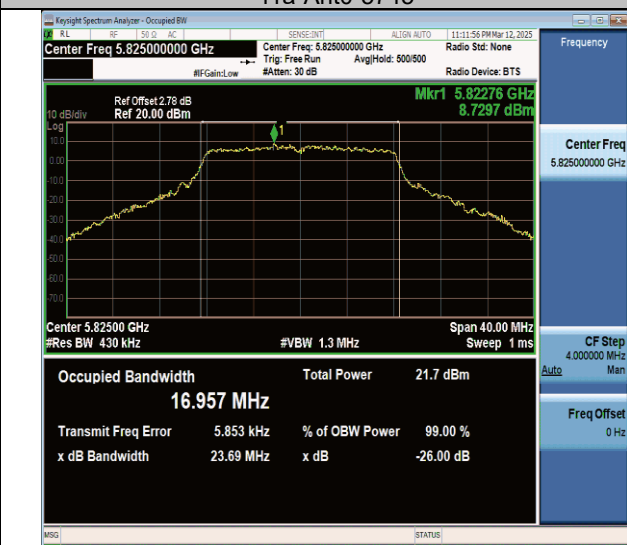 Keysight Spectrum Analyzer - Occupied BW
RL RF 50 Ω AC SENSE:INT ALIGN AUTO 11:11:56 PM Mar 12, 2025
Center Freq 5.825000000 GHz
Center Freq: 5.825000000 GHz Radio Std: None
Trig: Free Run Avg|Hold: 500/500
#IFGain:Low #Atten: 30 dB Radio Device: BTS
Frequency
Ref Offset 2.78 dB Mkr1 5.82276 GHz
10 dB/div Ref 20.00 dBm 8.7297 dBm
Log
10.0
0.00
-10.0
-20.0
-30.0
-40.0
-50.0
-60.0
-70.0
1
Center 5.82500 GHz Span 40.00 MHz
#Res BW 430 kHz #VBW 1.3 MHz Sweep 1 ms
Center Freq
5.825000000 GHz
CF Step
4.000000 MHz
Auto Man
Freq Offset
0 Hz
Occupied Bandwidth Total Power 21.7 dBm
16.957 MHz
Transmit Freq Error 5.853 kHz % of OBW Power 99.00 %
x dB Bandwidth 23.69 MHz x dB -26.00 dB
MSG STATUS